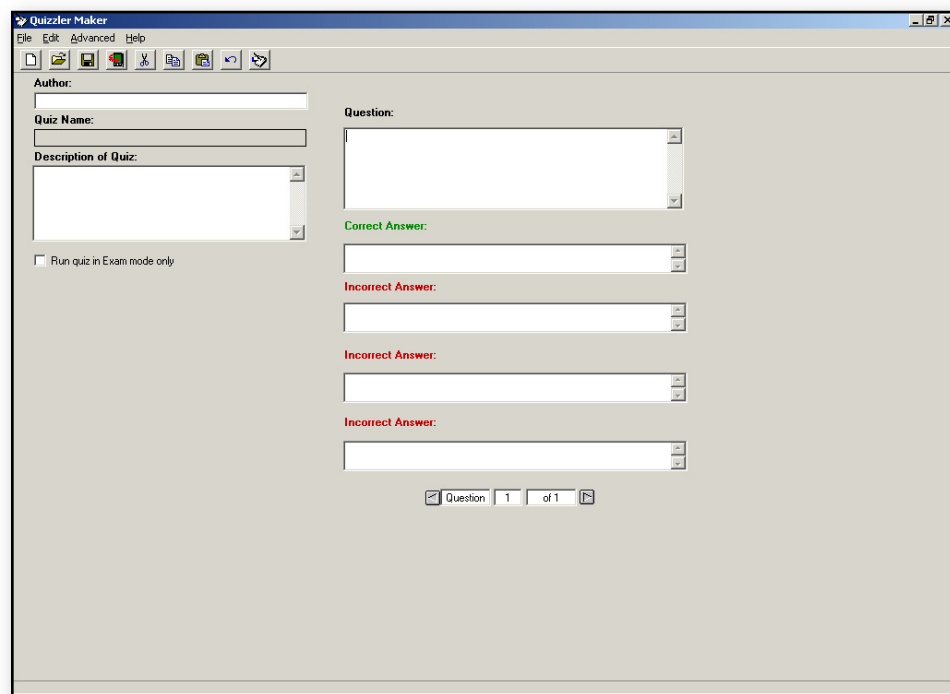 Quizzler Maker
File Edit Advanced Help
Author:
Quiz Name:
Description of Quiz:
Run quiz in Exam mode only
Question:
Correct Answer:
Incorrect Answer:
Incorrect Answer:
Incorrect Answer:
Question 1 of 1